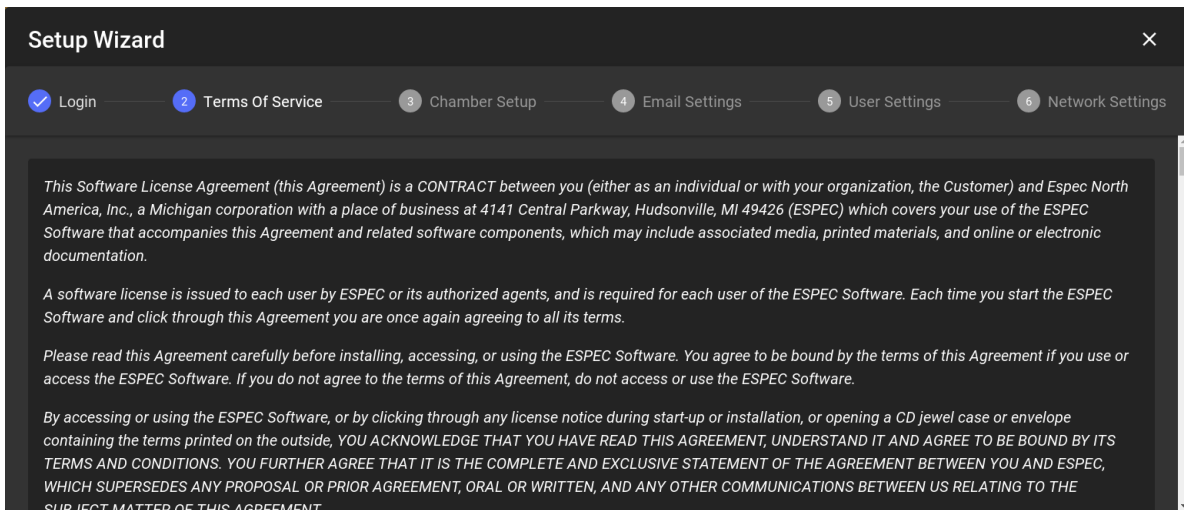 Setup Wizard
Login
2 Terms Of Service
3 Chamber Setup
4 Email Settings
5 User Settings
6 Network Settings
This Software License Agreement (this Agreement) is a CONTRACT between you (either as an individual or with your organization, the Customer) and Espec North
America, Inc., a Michigan corporation with a place of business at 4141 Central Parkway, Hudsonville, MI 49426 (ESPEC) which covers your use of the ESPEC
Software that accompanies this Agreement and related software components, which may include associated media, printed materials, and online or electronic
documentation.
A software license is issued to each user by ESPEC or its authorized agents, and is required for each user of the ESPEC Software. Each time you start the ESPEC
Software and click through this Agreement you are once again agreeing to all its terms.
Please read this Agreement carefully before installing, accessing, or using the ESPEC Software. You agree to be bound by the terms of this Agreement if you use or
access the ESPEC Software. If you do not agree to the terms of this Agreement, do not access or use the ESPEC Software.
By accessing or using the ESPEC Software, or by clicking through any license notice during start-up or installation, or opening a CD jewel case or envelope
containing the terms printed on the outside, YOU ACKNOWLEDGE THAT YOU HAVE READ THIS AGREEMENT, UNDERSTAND IT AND AGREE TO BE BOUND BY ITS
TERMS AND CONDITIONS. YOU FURTHER AGREE THAT IT IS THE COMPLETE AND EXCLUSIVE STATEMENT OF THE AGREEMENT BETWEEN YOU AND ESPEC,
WHICH SUPERSEDES ANY PROPOSAL OR PRIOR AGREEMENT, ORAL OR WRITTEN, AND ANY OTHER COMMUNICATIONS BETWEEN US RELATING TO THE
SUBJECT MATTER OF THIS AGREEMENT.